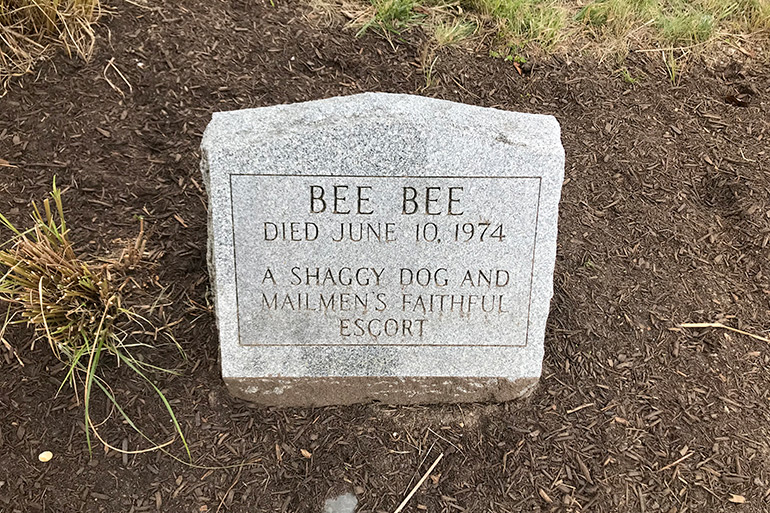 BEE BEE
DIED JUNE 10, 1974
A SHAGGY DOG AND
MAILMEN'S FAITHFUL
ESCORT